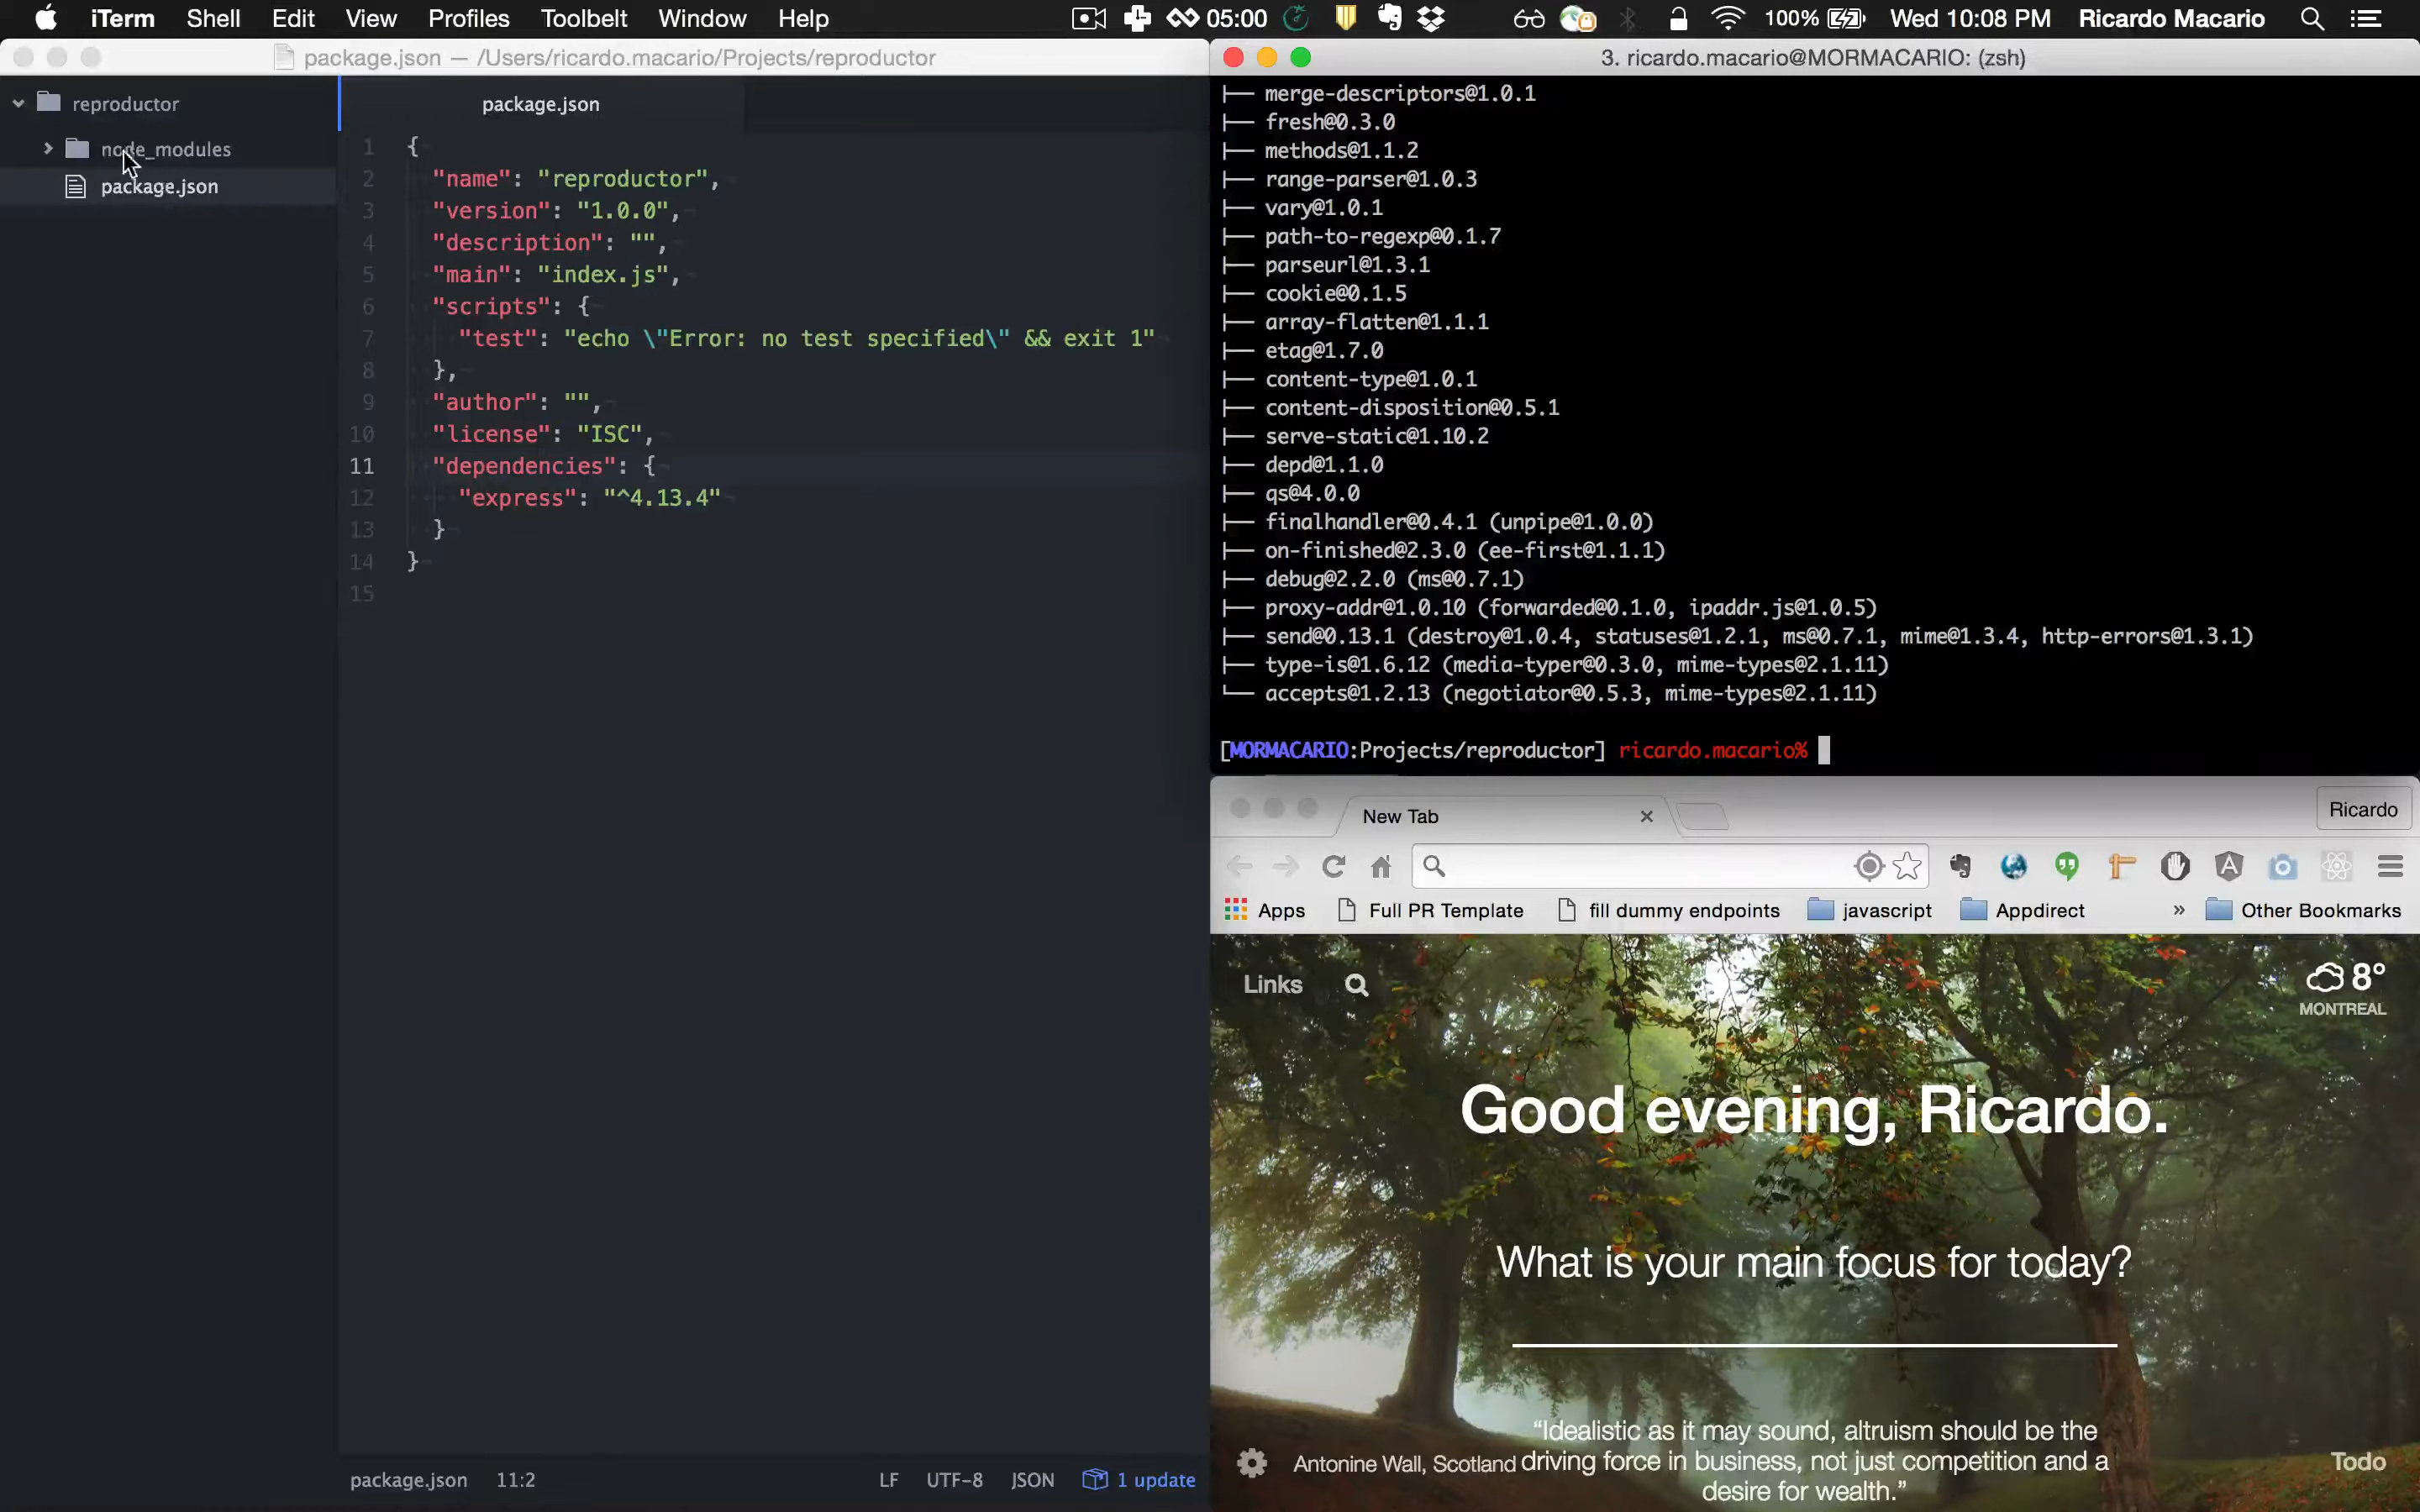 iTerm Shell Edit View Profiles Toolbelt Window Help 05:00 100% Wed 10:08 PM Ricardo Macario
package.json — /Users/ricardo.macario/Projects/reproductor
reproductor
node_modules
package.json
package.json
1 {
2 "name": "reproductor",
3 "version": "1.0.0",
4 "description": "",
5 "main": "index.js",
6 "scripts": {
7 "test": "echo \"Error: no test specified\" && exit 1"
8 },
9 "author": "",
10 "license": "ISC",
11 "dependencies": {
12 "express": "^4.13.4"
13 }
14 }
15
package.json 11:2 LF UTF-8 JSON 1 update
3. ricardo.macario@MORMACARIO: (zsh)
├── merge-descriptors@1.0.1
├── fresh@0.3.0
├── methods@1.1.2
├── range-parser@1.0.3
├── vary@1.0.1
├── path-to-regexp@0.1.7
├── parseurl@1.3.1
├── cookie@0.1.5
├── array-flatten@1.1.1
├── etag@1.7.0
├── content-type@1.0.1
├── content-disposition@0.5.1
├── serve-static@1.10.2
├── depd@1.1.0
├── qs@4.0.0
├── finalhandler@0.4.1 (unpipe@1.0.0)
├── on-finished@2.3.0 (ee-first@1.1.1)
├── debug@2.2.0 (ms@0.7.1)
├── proxy-addr@1.0.10 (forwarded@0.1.0, ipaddr.js@1.0.5)
├── send@0.13.1 (destroy@1.0.4, statuses@1.2.1, ms@0.7.1, mime@1.3.4, http-errors@1.3.1)
├── type-is@1.6.12 (media-typer@0.3.0, mime-types@2.1.11)
└── accepts@1.2.13 (negotiator@0.5.3, mime-types@2.1.11)
[MORMACARIO:Projects/reproductor] ricardo.macario%
New Tab
Ricardo
Apps Full PR Template fill dummy endpoints javascript Appdirect » Other Bookmarks
Links
8°
MONTREAL
Good evening, Ricardo.
What is your main focus for today?
“Idealistic as it may sound, altruism should be the
driving force in business, not just competition and a
desire for wealth.”
Antonine Wall, Scotland
Todo